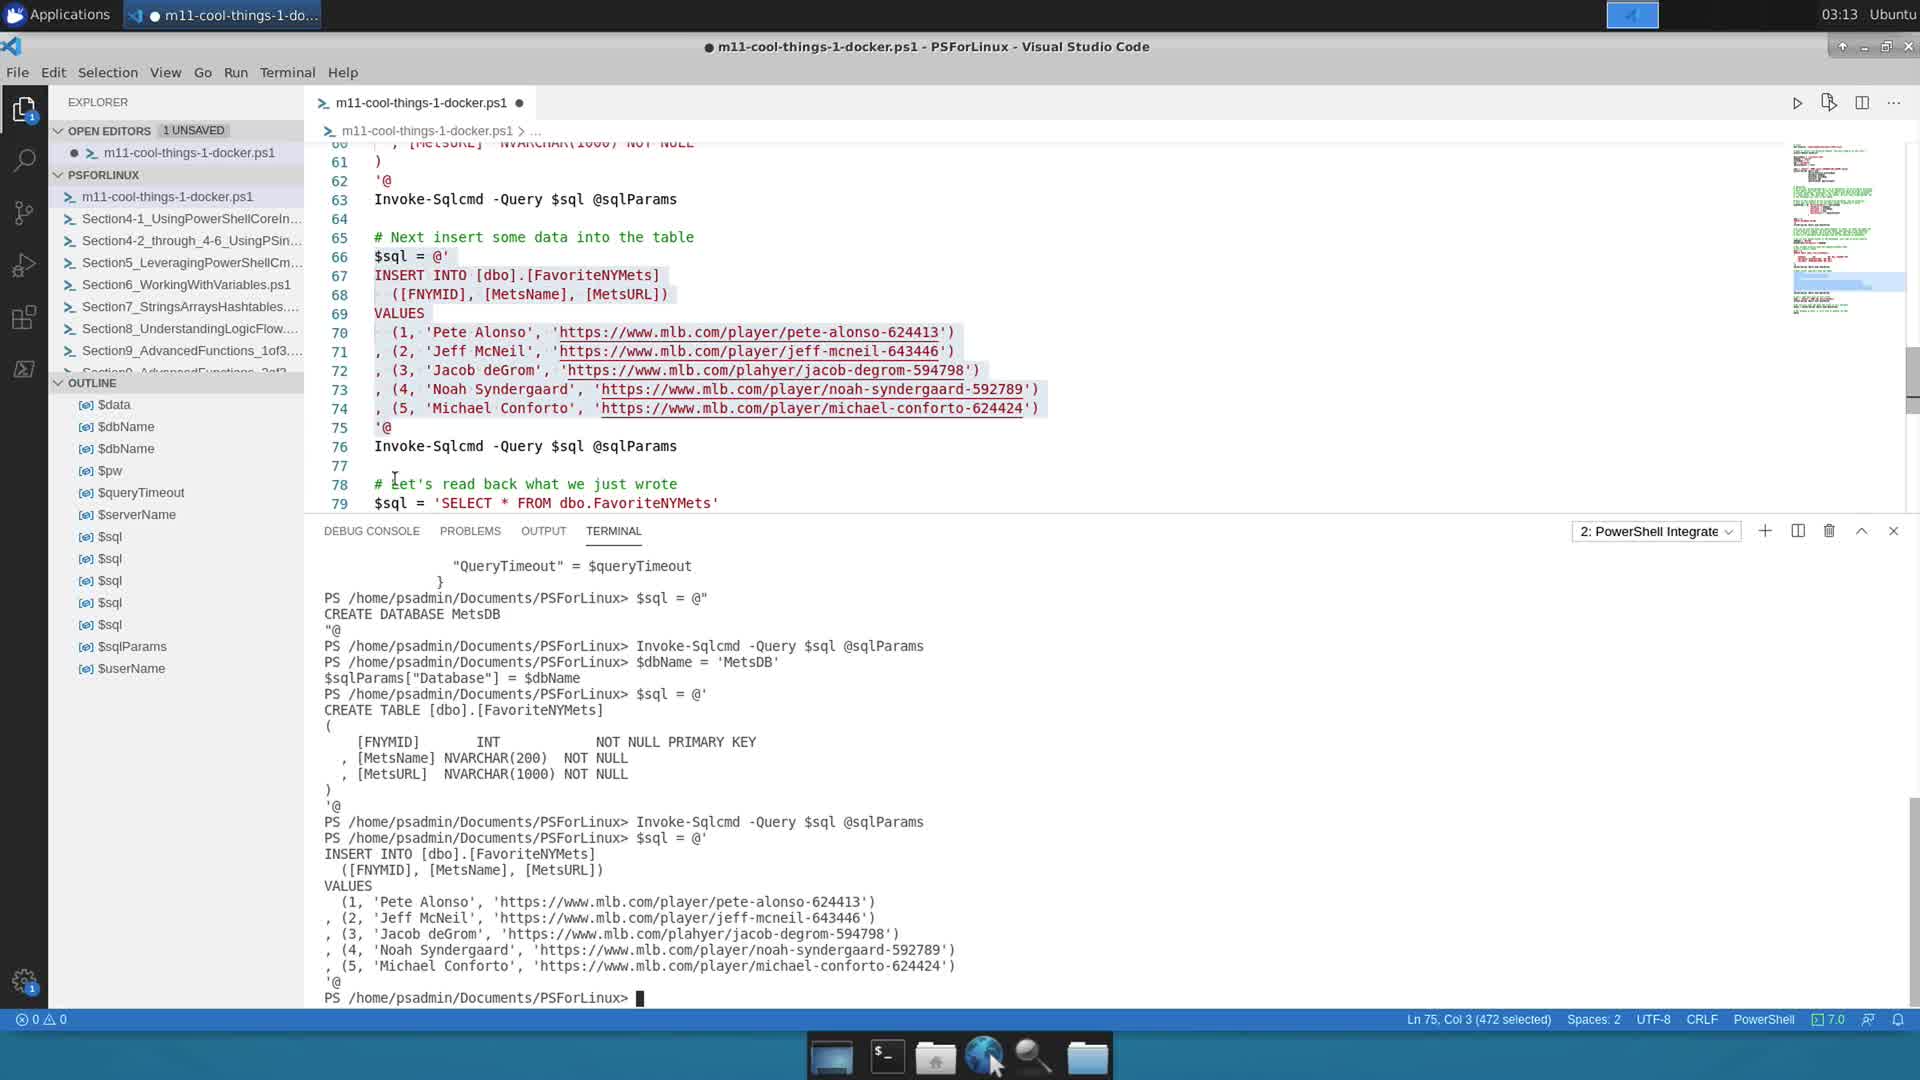 Applications
m11-cool-things-1-do...
03:13 Ubuntu
● m11-cool-things-1-docker.ps1 - PSForLinux - Visual Studio Code
File Edit Selection View Go Run Terminal Help
EXPLORER
OPEN EDITORS 1 UNSAVED
m11-cool-things-1-docker.ps1
PSFORLINUX
m11-cool-things-1-docker.ps1
Section4-1_UsingPowerShellCoreIn...
Section4-2_through_4-6_UsingPSin...
Section5_LeveragingPowerShellCm...
Section6_WorkingWithVariables.ps1
Section7_StringsArraysHashtables....
Section8_UnderstandingLogicFlow....
Section9_AdvancedFunctions_1of3....
Section9_AdvancedFunctions_2of3...
OUTLINE
$data
$dbName
$dbName
$pw
$queryTimeout
$serverName
$sql
$sql
$sql
$sql
$sql
$sqlParams
$userName
1
1
m11-cool-things-1-docker.ps1
m11-cool-things-1-docker.ps1 > ...
60 , [MetsURL] NVARCHAR(1000) NOT NULL
61 )
62 '@
63 Invoke-Sqlcmd -Query $sql @sqlParams
64
65 # Next insert some data into the table
66 $sql = @'
67 INSERT INTO [dbo].[FavoriteNYMets]
68 ([FNYMID], [MetsName], [MetsURL])
69 VALUES
70 (1, 'Pete Alonso', 'https://www.mlb.com/player/pete-alonso-624413')
71 , (2, 'Jeff McNeil', 'https://www.mlb.com/player/jeff-mcneil-643446')
72 , (3, 'Jacob deGrom', 'https://www.mlb.com/plahyer/jacob-degrom-594798')
73 , (4, 'Noah Syndergaard', 'https://www.mlb.com/player/noah-syndergaard-592789')
74 , (5, 'Michael Conforto', 'https://www.mlb.com/player/michael-conforto-624424')
75 '@
76 Invoke-Sqlcmd -Query $sql @sqlParams
77
78 # Let's read back what we just wrote
79 $sql = 'SELECT * FROM dbo.FavoriteNYMets'
DEBUG CONSOLE PROBLEMS OUTPUT TERMINAL
2: PowerShell Integrate
"QueryTimeout" = $queryTimeout
}
PS /home/psadmin/Documents/PSForLinux> $sql = @"
CREATE DATABASE MetsDB
"@
PS /home/psadmin/Documents/PSForLinux> Invoke-Sqlcmd -Query $sql @sqlParams
PS /home/psadmin/Documents/PSForLinux> $dbName = 'MetsDB'
$sqlParams["Database"] = $dbName
PS /home/psadmin/Documents/PSForLinux> $sql = @'
CREATE TABLE [dbo].[FavoriteNYMets]
(
[FNYMID] INT NOT NULL PRIMARY KEY
, [MetsName] NVARCHAR(200) NOT NULL
, [MetsURL] NVARCHAR(1000) NOT NULL
)
'@
PS /home/psadmin/Documents/PSForLinux> Invoke-Sqlcmd -Query $sql @sqlParams
PS /home/psadmin/Documents/PSForLinux> $sql = @'
INSERT INTO [dbo].[FavoriteNYMets]
([FNYMID], [MetsName], [MetsURL])
VALUES
(1, 'Pete Alonso', 'https://www.mlb.com/player/pete-alonso-624413')
, (2, 'Jeff McNeil', 'https://www.mlb.com/player/jeff-mcneil-643446')
, (3, 'Jacob deGrom', 'https://www.mlb.com/plahyer/jacob-degrom-594798')
, (4, 'Noah Syndergaard', 'https://www.mlb.com/player/noah-syndergaard-592789')
, (5, 'Michael Conforto', 'https://www.mlb.com/player/michael-conforto-624424')
'@
PS /home/psadmin/Documents/PSForLinux>
0 0
Ln 75, Col 3 (472 selected) Spaces: 2 UTF-8 CRLF PowerShell 7.0
$_